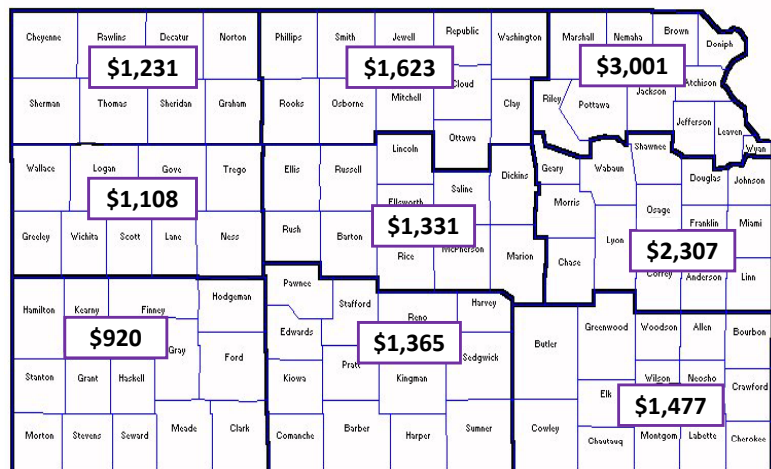 Cheyenne Rawlins Decatur Norton Phillips Smith Jewell Republic Washington Marshall Nemaha Brown Doniph
$1,231 $1,623 $3,001
Sherman Thomas Sheridan Graham Rooks Osborne Mitchell Cloud Clay Riley Pottawa Jackson Atchison
Ottawa Jefferson Leaven
Wyan
Wallace Logan Gove Trego Ellis Russell Lincoln Saline Dickins Geary Wabaun Shawnee Douglas Johnson
$1,108 Ellsworth Morris Osage
$1,331 Franklin Miami
Greeley Wichita Scott Lane Ness Rush Barton Rice McPherson Marion Chase Lyon $2,307
Coffey Anderson Linn
Hamilton Kearny Finney Hodgeman Pawnee Stafford Reno Harvey Greenwood Woodson Allen Bourbon
$920 Gray Ford Edwards $1,365 Sedgwick Butler
Pratt
Stanton Grant Haskell Kiowa Kingman Elk Wilson Neosho Crawford
$1,477
Morton Stevens Seward Meade Clark Comanche Barber Harper Sumner Cowley Chautauq Montgom Labette Cherokee